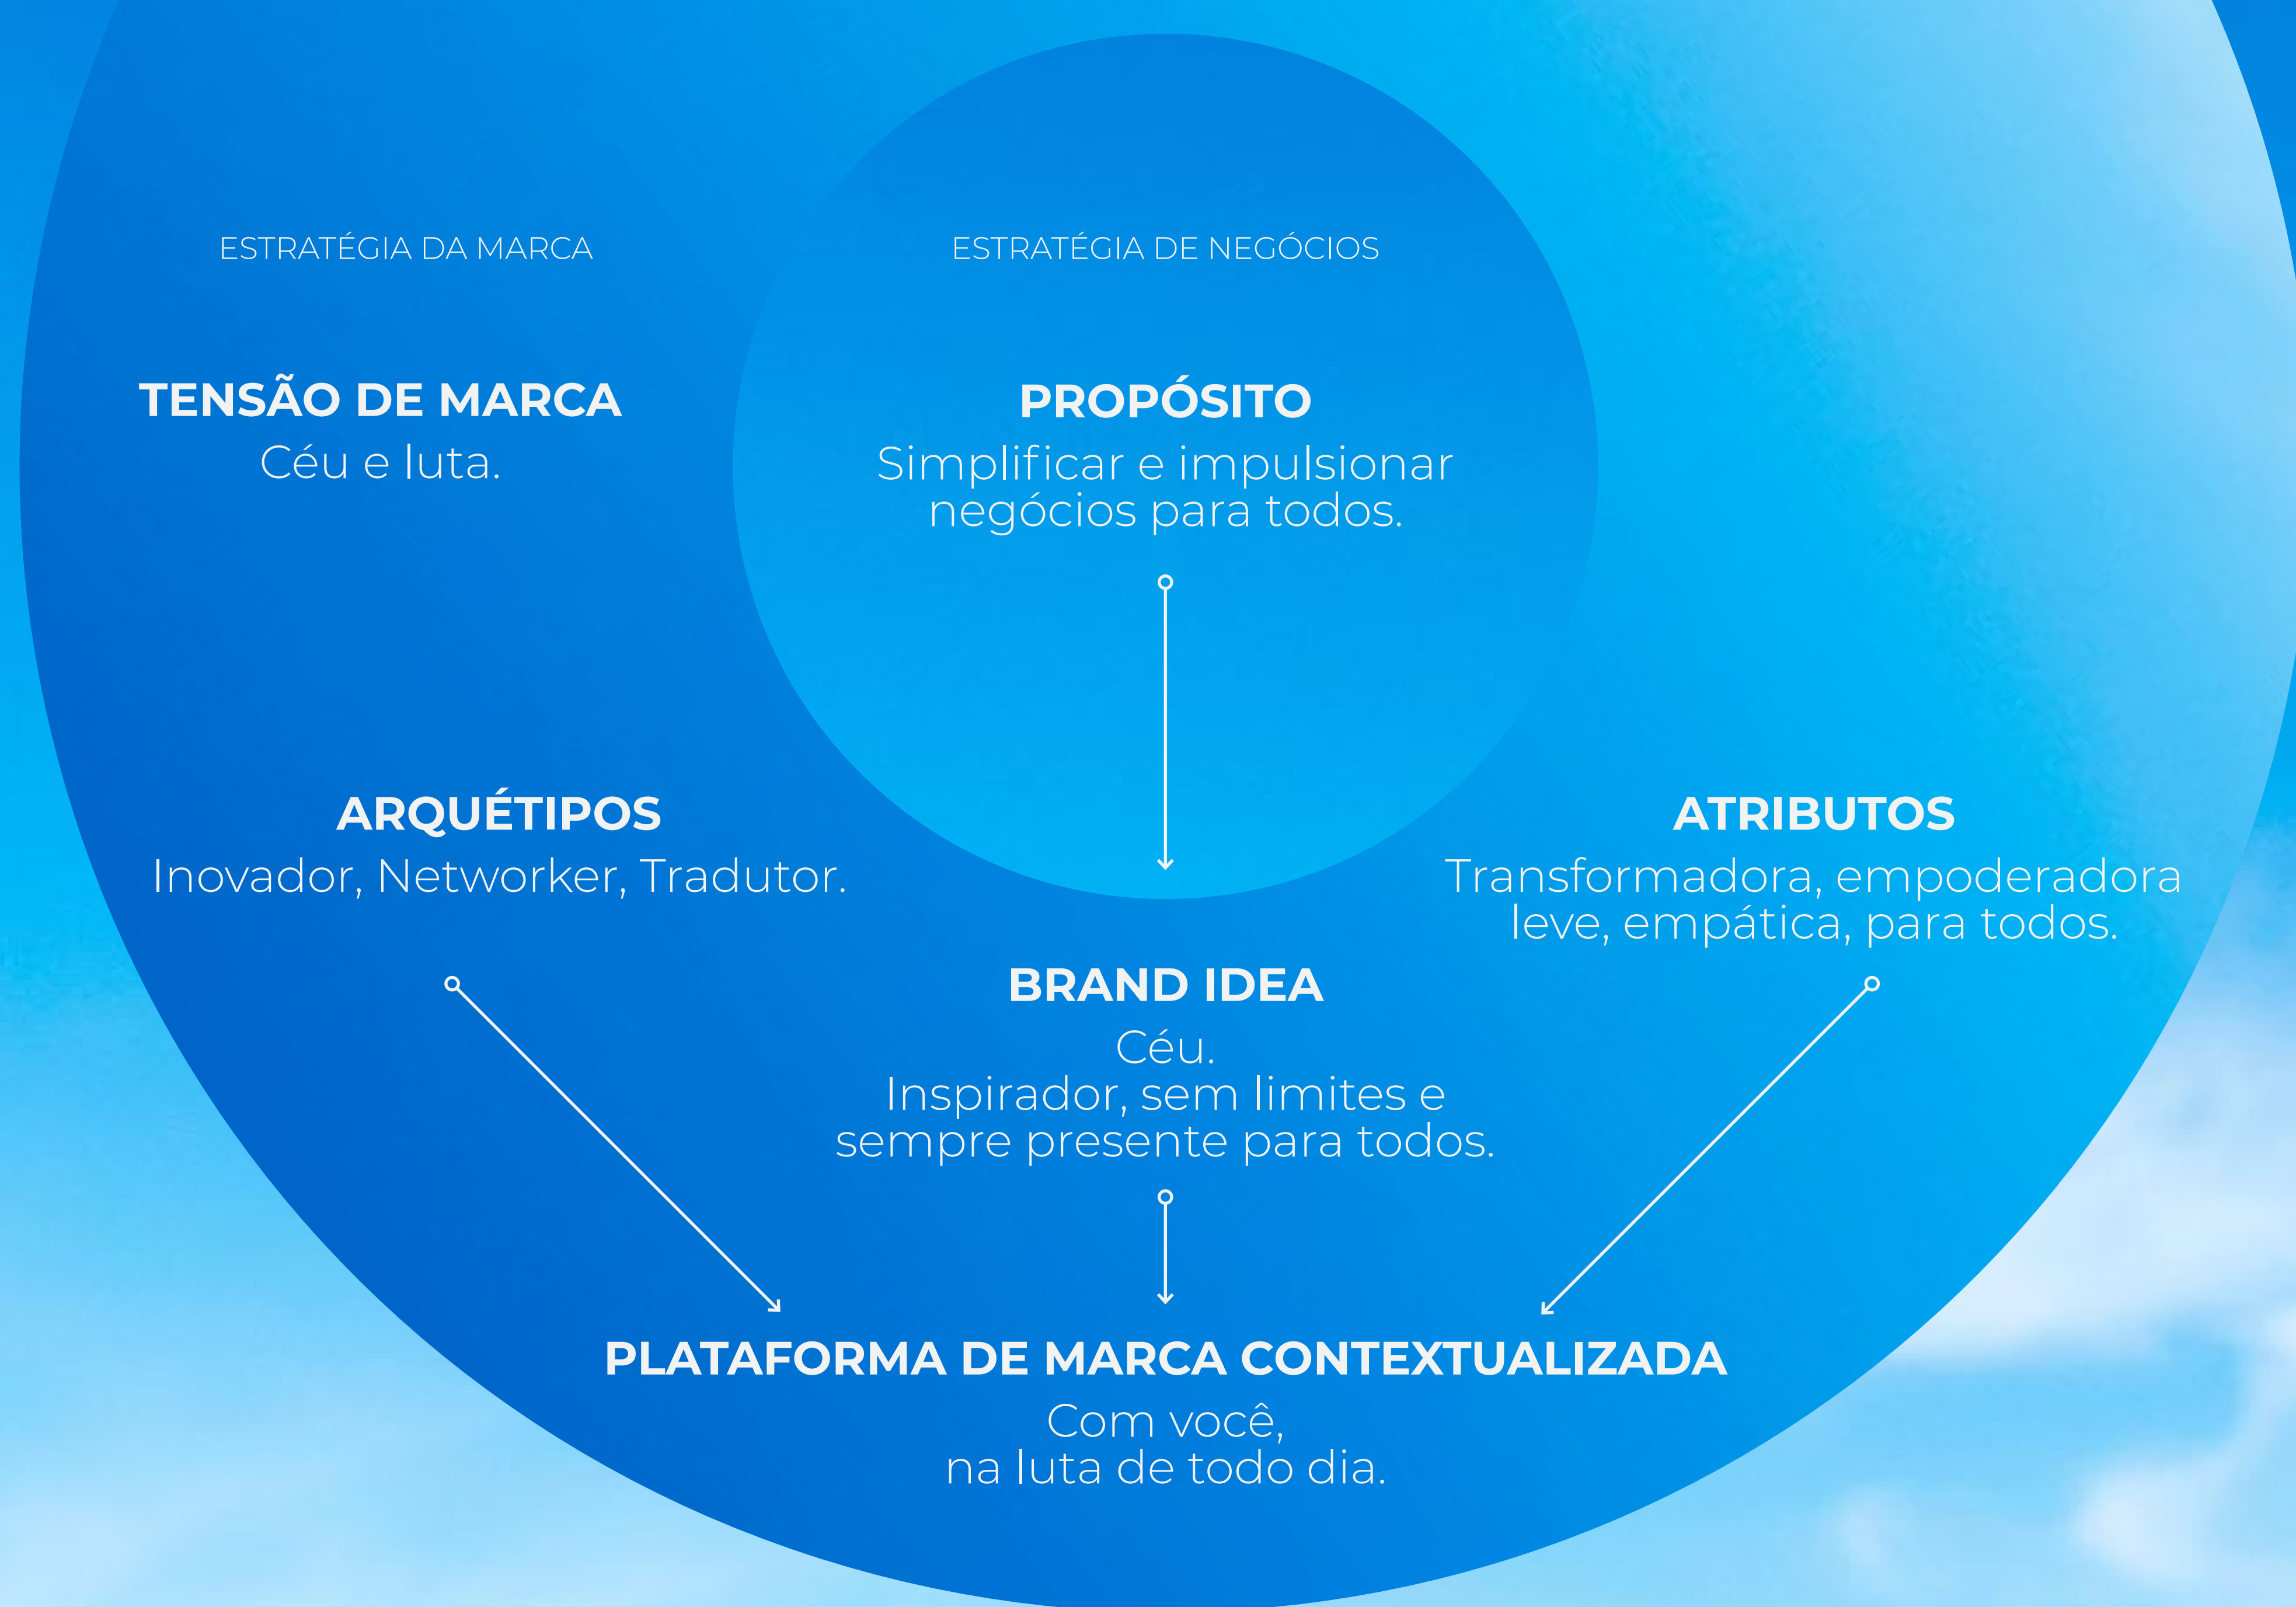 ESTRATÉGIA DA MARCA
ESTRATÉGIA DE NEGÓCIOS
TENSÃO DE MARCA
Céu e luta.
PROPÓSITO
Simplificar e impulsionar
negócios para todos.
ARQUÉTIPOS
Inovador, Networker, Tradutor.
ATRIBUTOS
Transformadora, empoderadora
leve, empática, para todos.
BRAND IDEA
Céu.
Inspirador, sem limites e
sempre presente para todos.
PLATAFORMA DE MARCA CONTEXTUALIZADA
Com você,
na luta de todo dia.